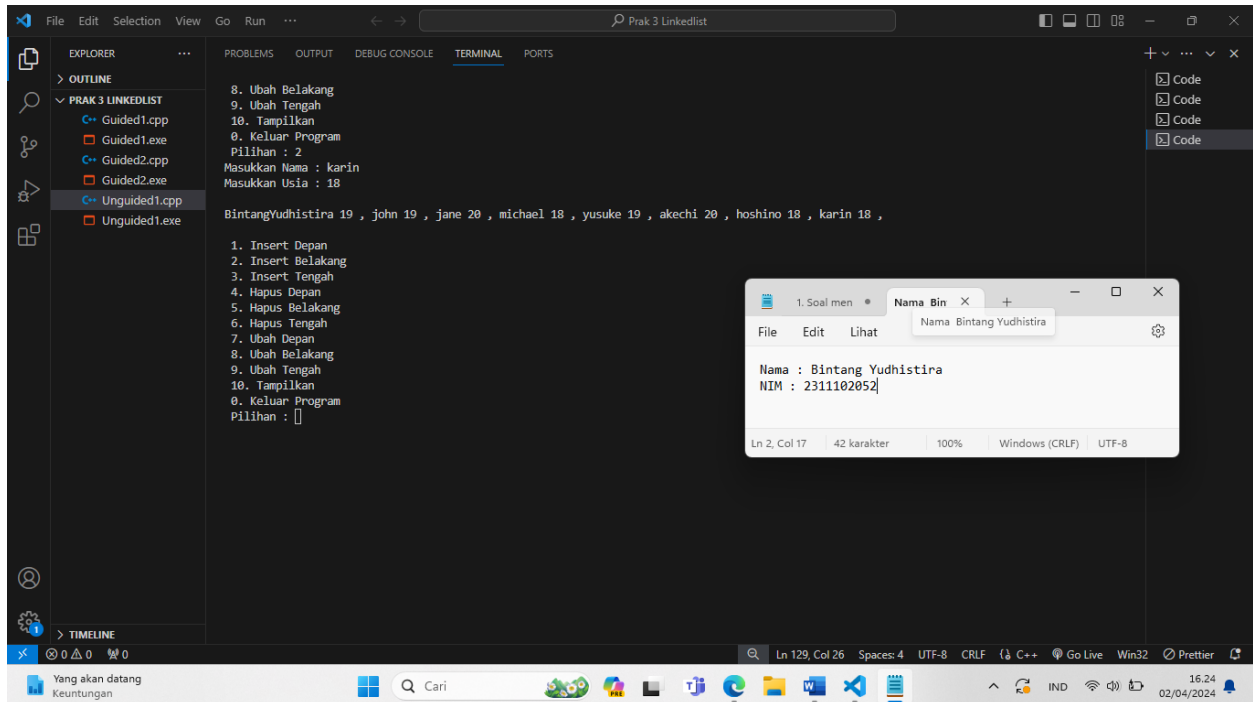 File Edit Selection View Go Run ··· Prak 3 Linkedlist
EXPLORER ···
OUTLINE
PRAK 3 LINKEDLIST
Guided1.cpp
Guided1.exe
Guided2.cpp
Guided2.exe
Unguided1.cpp
Unguided1.exe
TIMELINE
PROBLEMS OUTPUT DEBUG CONSOLE TERMINAL PORTS
8. Ubah Belakang
9. Ubah Tengah
10. Tampilkan
0. Keluar Program
Pilihan : 2
Masukkan Nama : karin
Masukkan Usia : 18
BintangYudhistira 19 , john 19 , jane 20 , michael 18 , yusuke 19 , akechi 20 , hoshino 18 , karin 18 ,
1. Insert Depan
2. Insert Belakang
3. Insert Tengah
4. Hapus Depan
5. Hapus Belakang
6. Hapus Tengah
7. Ubah Depan
8. Ubah Belakang
9. Ubah Tengah
10. Tampilkan
0. Keluar Program
Pilihan :
Code
Code
Code
Code
1. Soal men Nama Bin
Nama Bintang Yudhistira
File Edit Lihat
Nama : Bintang Yudhistira
NIM : 2311102052
Ln 2, Col 17 42 karakter 100% Windows (CRLF) UTF-8
1
0 0 0 Ln 129, Col 26 Spaces: 4 UTF-8 CRLF C++ Go Live Win32 Prettier
Yang akan datang
Keuntungan
Cari
PRE
IND
16.24
02/04/2024